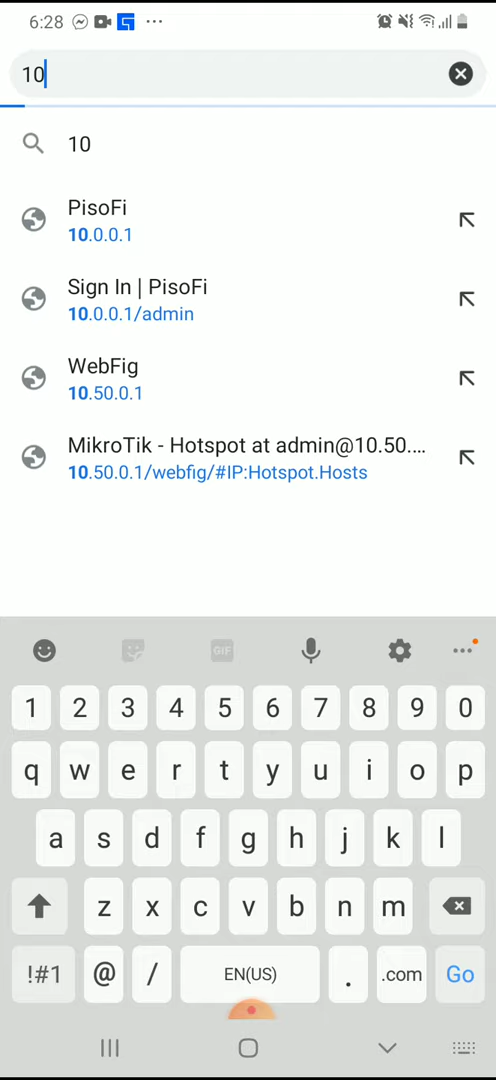 6:28
10
10
PisoFi
10.0.0.1
Sign In | PisoFi
10.0.0.1/admin
WebFig
10.50.0.1
MikroTik - Hotspot at admin@10.50....
10.50.0.1/webfig/#IP:Hotspot.Hosts
GIF
1 2 3 4 5 6 7 8 9 0
q w e r t y u i o p
a s d f g h j k l
z x c v b n m
!#1 @ / EN(US) . .com Go